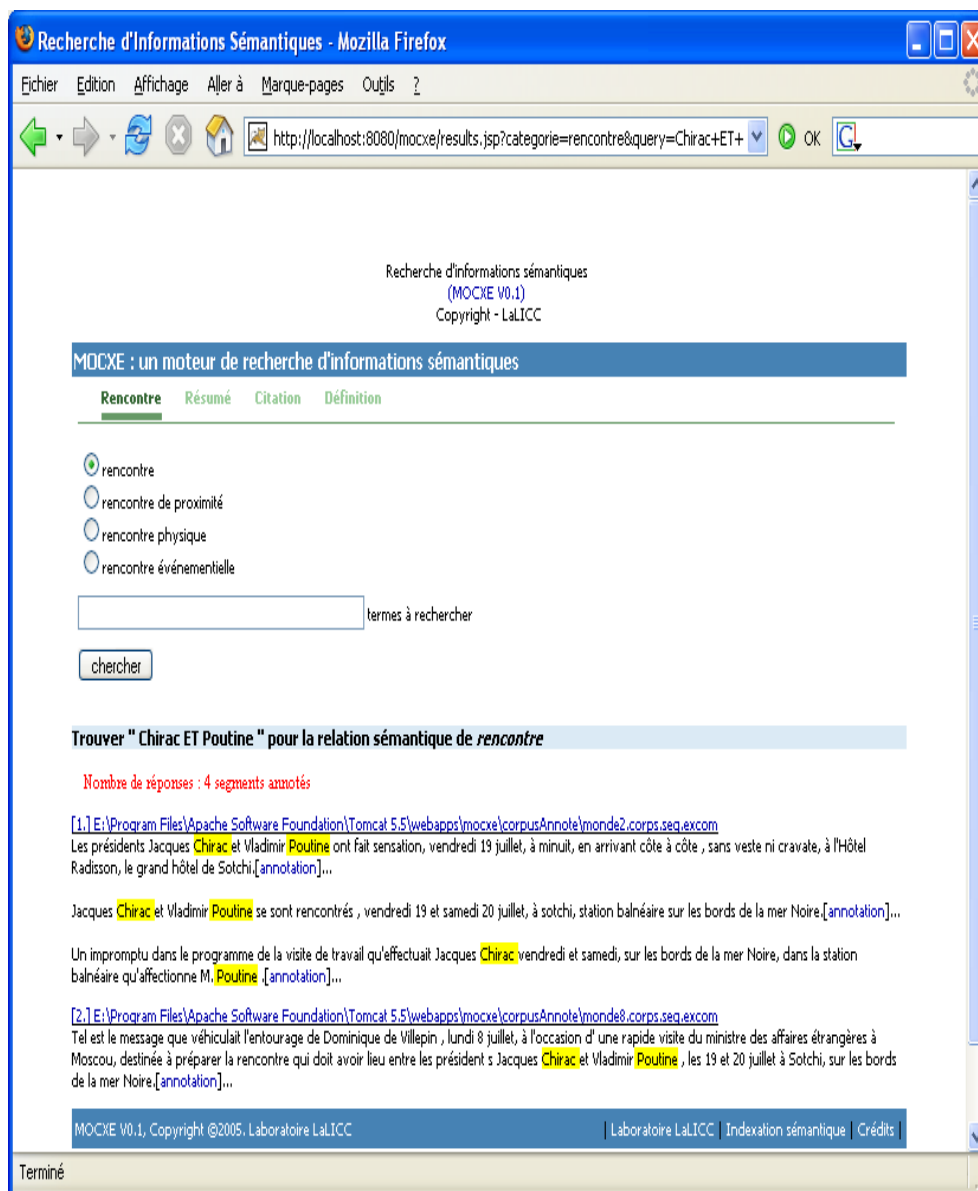 Recherche d'Informations Sémantiques - Mozilla Firefox
Fichier Edition Affichage Aller à Marque-pages Outils ?
http://localhost:8080/mocxe/results.jsp?categorie=rencontre&query=Chirac+ET+ OK G
Recherche d'informations sémantiques
(MOCXE V0.1)
Copyright - LaLICC
MOCXE : un moteur de recherche d'informations sémantiques
Rencontre Résumé Citation Définition
rencontre
rencontre de proximité
rencontre physique
rencontre événementielle
termes à rechercher
chercher
Trouver " Chirac ET Poutine " pour la relation sémantique de rencontre
Nombre de réponses : 4 segments annotés
[1.] E:\Program Files\Apache Software Foundation\Tomcat 5.5\webapps\mocxe\corpusAnnote\monde2.corps.seq.excom
Les présidents Jacques Chirac et Vladimir Poutine ont fait sensation, vendredi 19 juillet, à minuit, en arrivant côte à côte , sans veste ni cravate, à l'Hôtel
Radisson, le grand hôtel de Sotchi.[annotation]...
Jacques Chirac et Vladimir Poutine se sont rencontrés , vendredi 19 et samedi 20 juillet, à sotchi, station balnéaire sur les bords de la mer Noire.[annotation]...
Un impromptu dans le programme de la visite de travail qu'effectuait Jacques Chirac vendredi et samedi, sur les bords de la mer Noire, dans la station
balnéaire qu'affectionne M. Poutine .[annotation]...
[2.] E:\Program Files\Apache Software Foundation\Tomcat 5.5\webapps\mocxe\corpusAnnote\monde8.corps.seq.excom
Tel est le message que véhiculait l'entourage de Dominique de Villepin , lundi 8 juillet, à l'occasion d' une rapide visite du ministre des affaires étrangères à
Moscou, destinée à préparer la rencontre qui doit avoir lieu entre les président s Jacques Chirac et Vladimir Poutine , les 19 et 20 juillet à Sotchi, sur les bords
de la mer Noire.[annotation]...
MOCXE V0.1, Copyright @2005. Laboratoire LaLICC | Laboratoire LaLICC | Indexation sémantique | Crédits |
Terminé